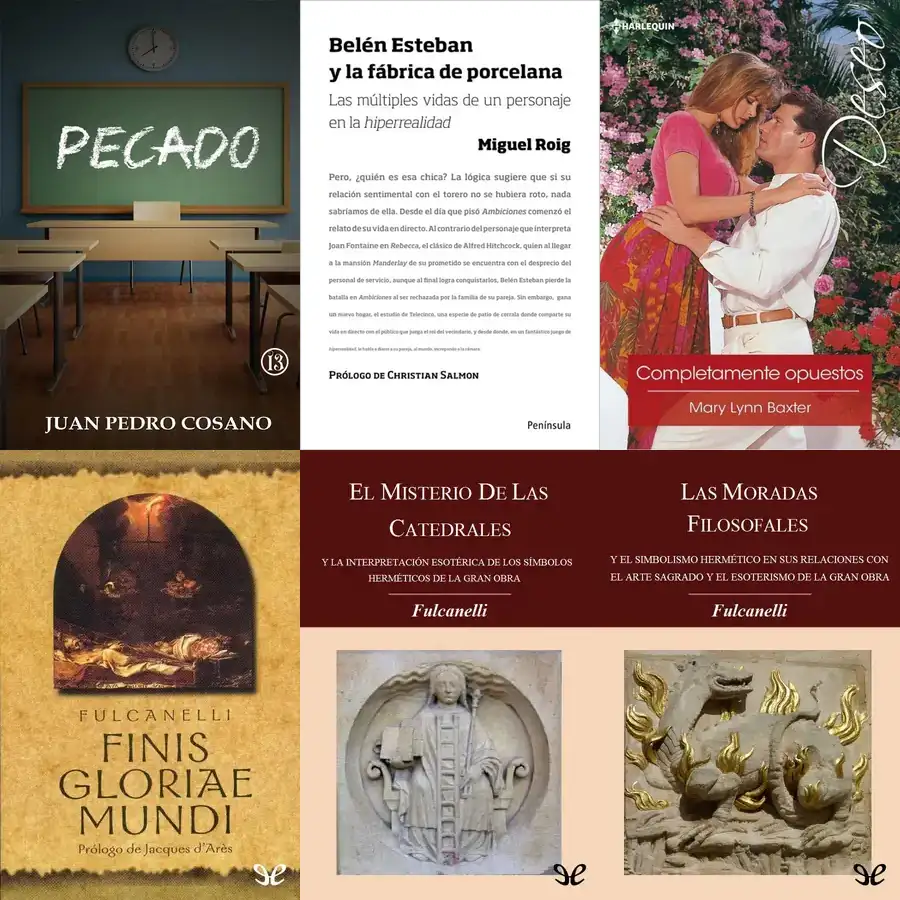 PECADO
13
JUAN PEDRO COSANO
Belén Esteban
y la fábrica de porcelana
Las múltiples vidas de un personaje
en la hiperrealidad
Miguel Roig
Pero, ¿quién es esa chica? La lógica sugiere que si su
relación sentimental con el torero no se hubiera roto, nada
sabríamos de ella. Desde el día que pisó Ambiciones comenzó el
relato de su vida en directo. Al contrario del personaje que interpreta
Joan Fontaine en Rebecca, el clásico de Alfred Hitchcock, quien al llegar
a la mansión Manderlay de su prometido se encuentra con el desprecio del
personal de servicio, aunque al final logra conquistarlos, Belén Esteban pierde la
batalla en Ambiciones al ser rechazada por la familia de su pareja. Sin embargo, gana
un nuevo hogar, el estudio de Telecinco, una especie de patio de corrala donde comparte su
vida en directo con el público que juega el rol del vecindario, y desde donde, en un fantástico juego de
PRÓLOGO DE CHRISTIAN SALMON
Península
HARLEQUIN
Deseo
Completamente opuestos
Mary Lynn Baxter
FULCANELLI
FINIS
GLORIAE
MUNDI
Prólogo de Jacques d'Arès
EL MISTERIO DE LAS
CATEDRALES
Y LA INTERPRETACIÓN ESOTÉRICA DE LOS SÍMBOLOS
HERMÉTICOS DE LA GRAN OBRA
Fulcanelli
LAS MORADAS
FILOSOFALES
Y EL SIMBOLISMO HERMÉTICO EN SUS RELACIONES CON
EL ARTE SAGRADO Y EL ESOTERISMO DE LA GRAN OBRA
Fulcanelli